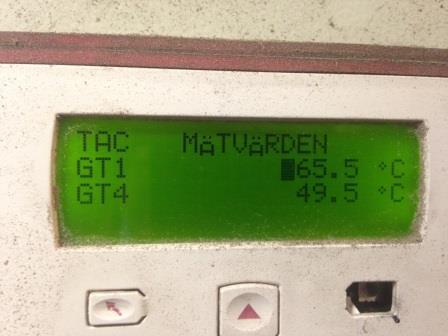 TAC MÄTVÄRDEN
GT1 65.5 °C
GT4 49.5 °C